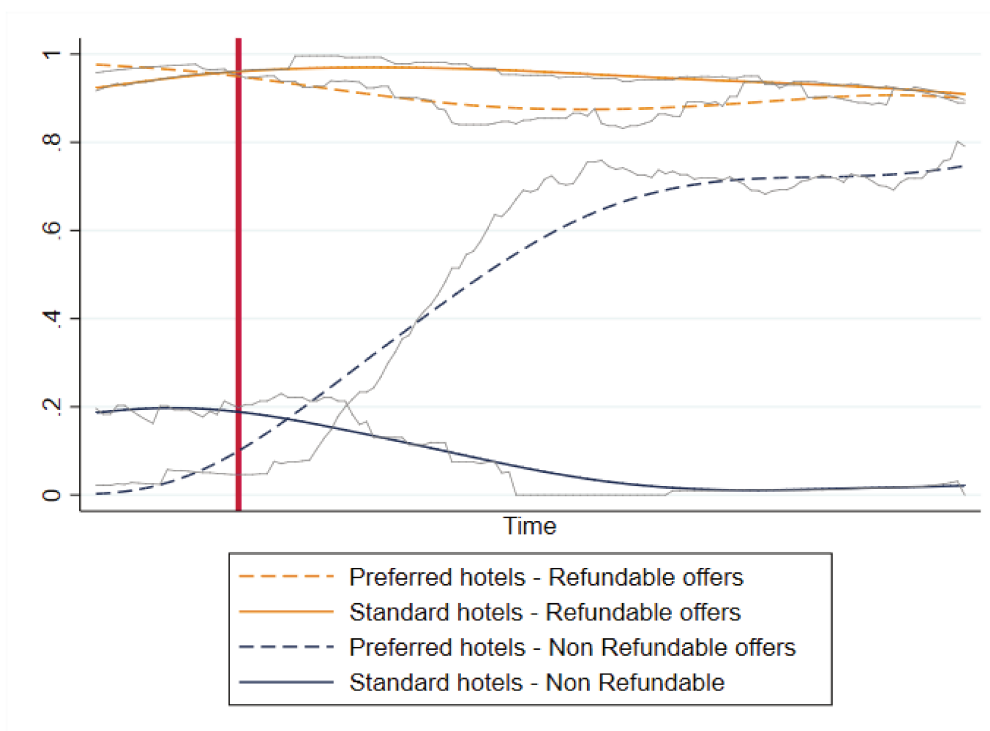 1
.8
.6
.4
.2
0
Time
Preferred hotels - Refundable offers
Standard hotels - Refundable offers
Preferred hotels - Non Refundable offers
Standard hotels - Non Refundable